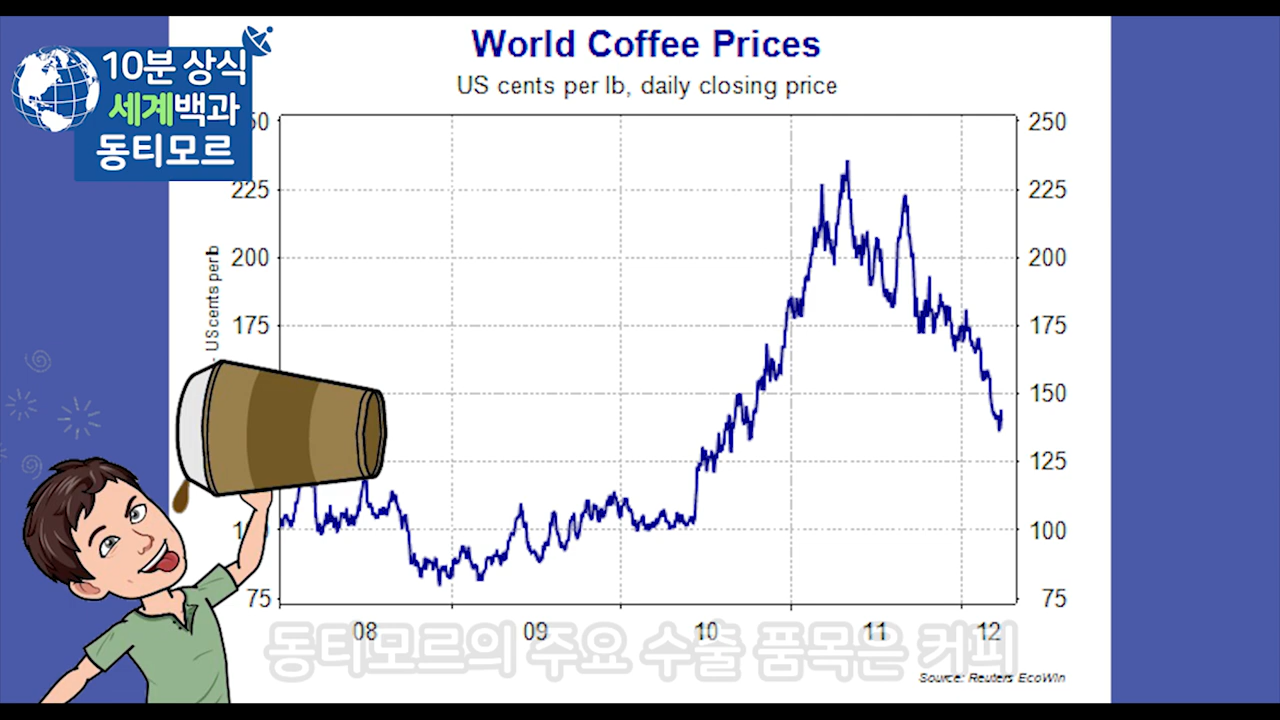 10분 상식
세계백과
동티모르
World Coffee Prices
US cents per lb, daily closing price
US cents per lb
50 250
225 225
200 200
175 175
150
125
100
75 75
08 09 10 11 12
동티모르의 주요 수출 품목은 커피
Source: Reuters EcoWin